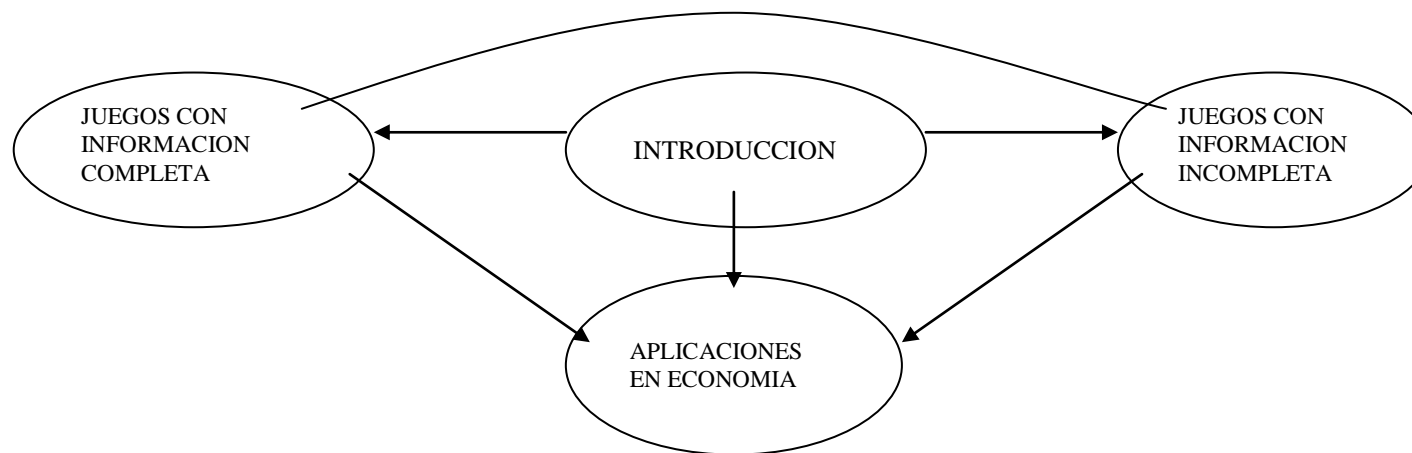 JUEGOS CON
INFORMACION
COMPLETA
INTRODUCCION
JUEGOS CON
INFORMACION
INCOMPLETA
APLICACIONES
EN ECONOMIA